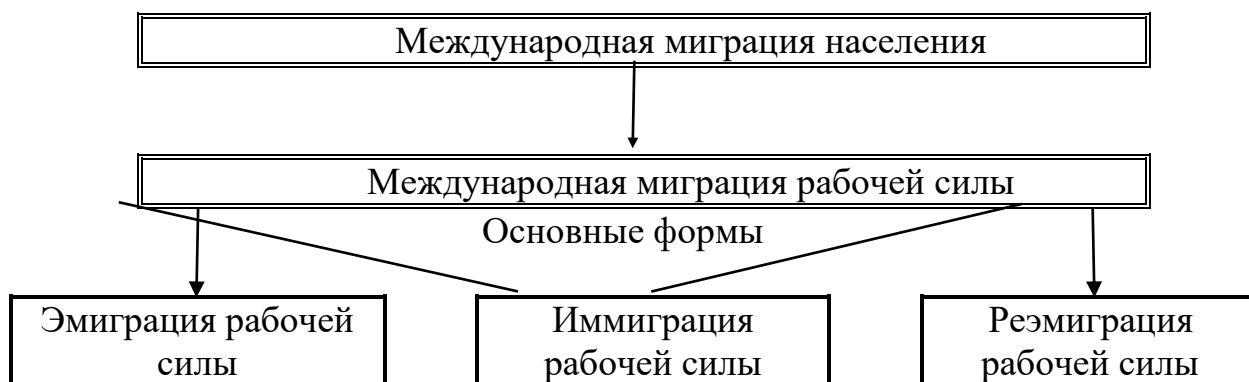 Международная миграция населения
Международная миграция рабочей силы
Основные формы
Эмиграция рабочей
силы
Иммиграция
рабочей силы
Реэмиграция
рабочей силы